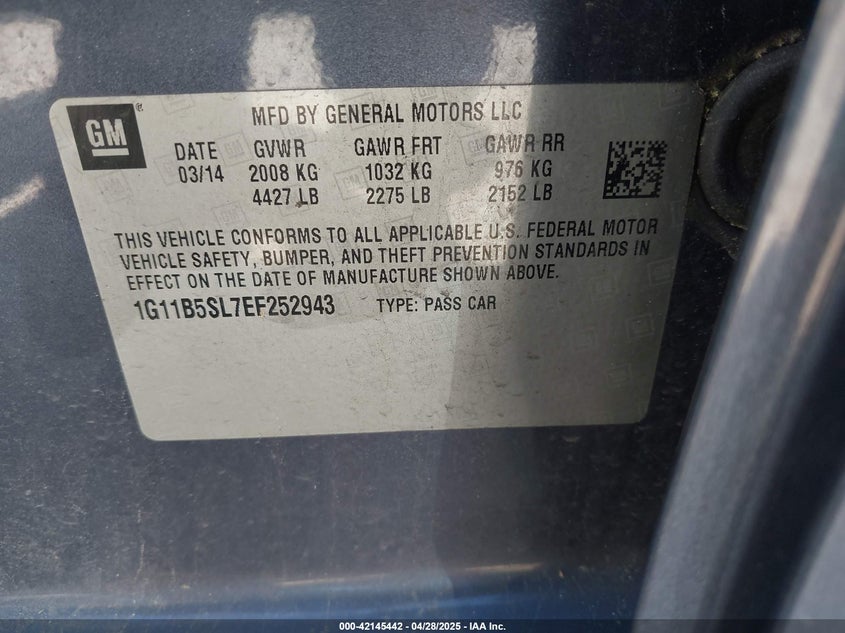 GM ®
MFD BY GENERAL MOTORS LLC
DATE GVWR GAWR FRT GAWR RR
03/14 2008 KG 1032 KG 976 KG
4427 LB 2275 LB 2152 LB
THIS VEHICLE CONFORMS TO ALL APPLICABLE U.S. FEDERAL MOTOR
VEHICLE SAFETY, BUMPER, AND THEFT PREVENTION STANDARDS IN
EFFECT ON THE DATE OF MANUFACTURE SHOWN ABOVE.
1G11B5SL7EF252943 TYPE: PASS CAR
000-42145442 / 04/28/2025 - IAA Inc.